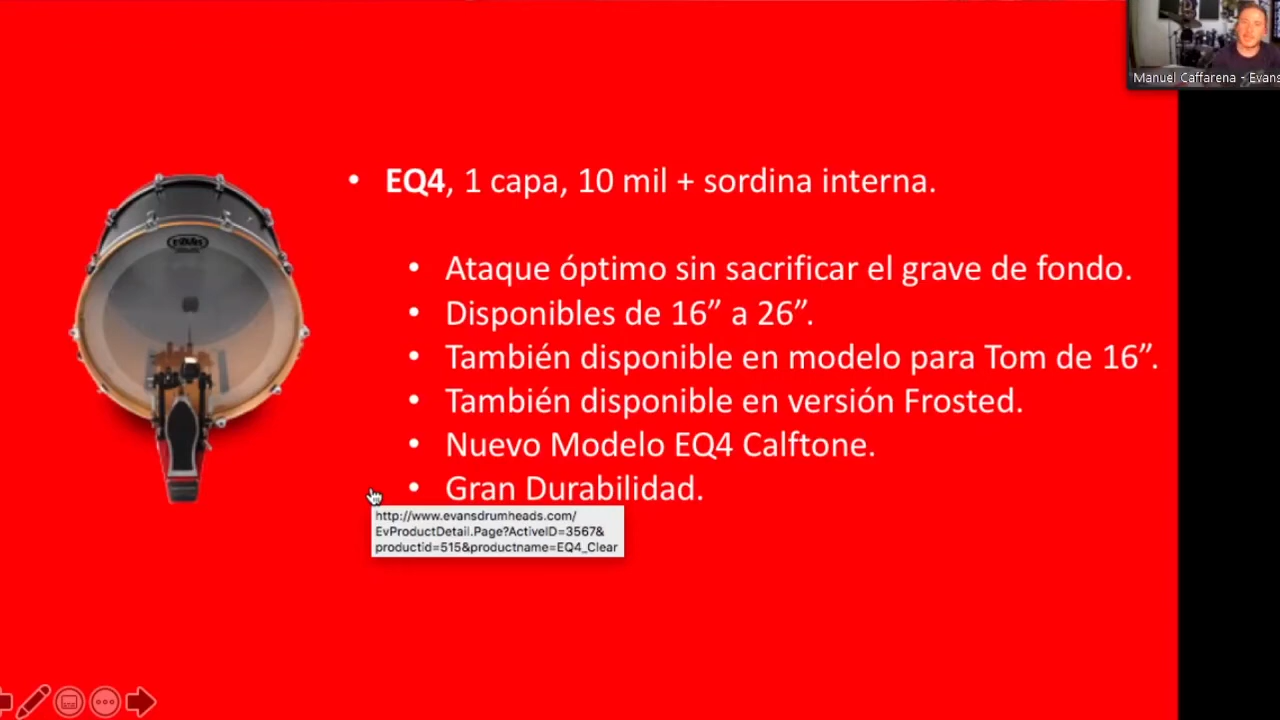 Manuel Caffarena - Evans
• EQ4, 1 capa, 10 mil + sordina interna.
• Ataque óptimo sin sacrificar el grave de fondo.
• Disponibles de 16” a 26”.
• También disponible en modelo para Tom de 16”.
• También disponible en versión Frosted.
• Nuevo Modelo EQ4 Calftone.
• Gran Durabilidad.
http://www.evansdrumheads.com/
EvProductDetail.Page?ActiveID=3567&
productid=515&productname=EQ4_Clear
EVANS